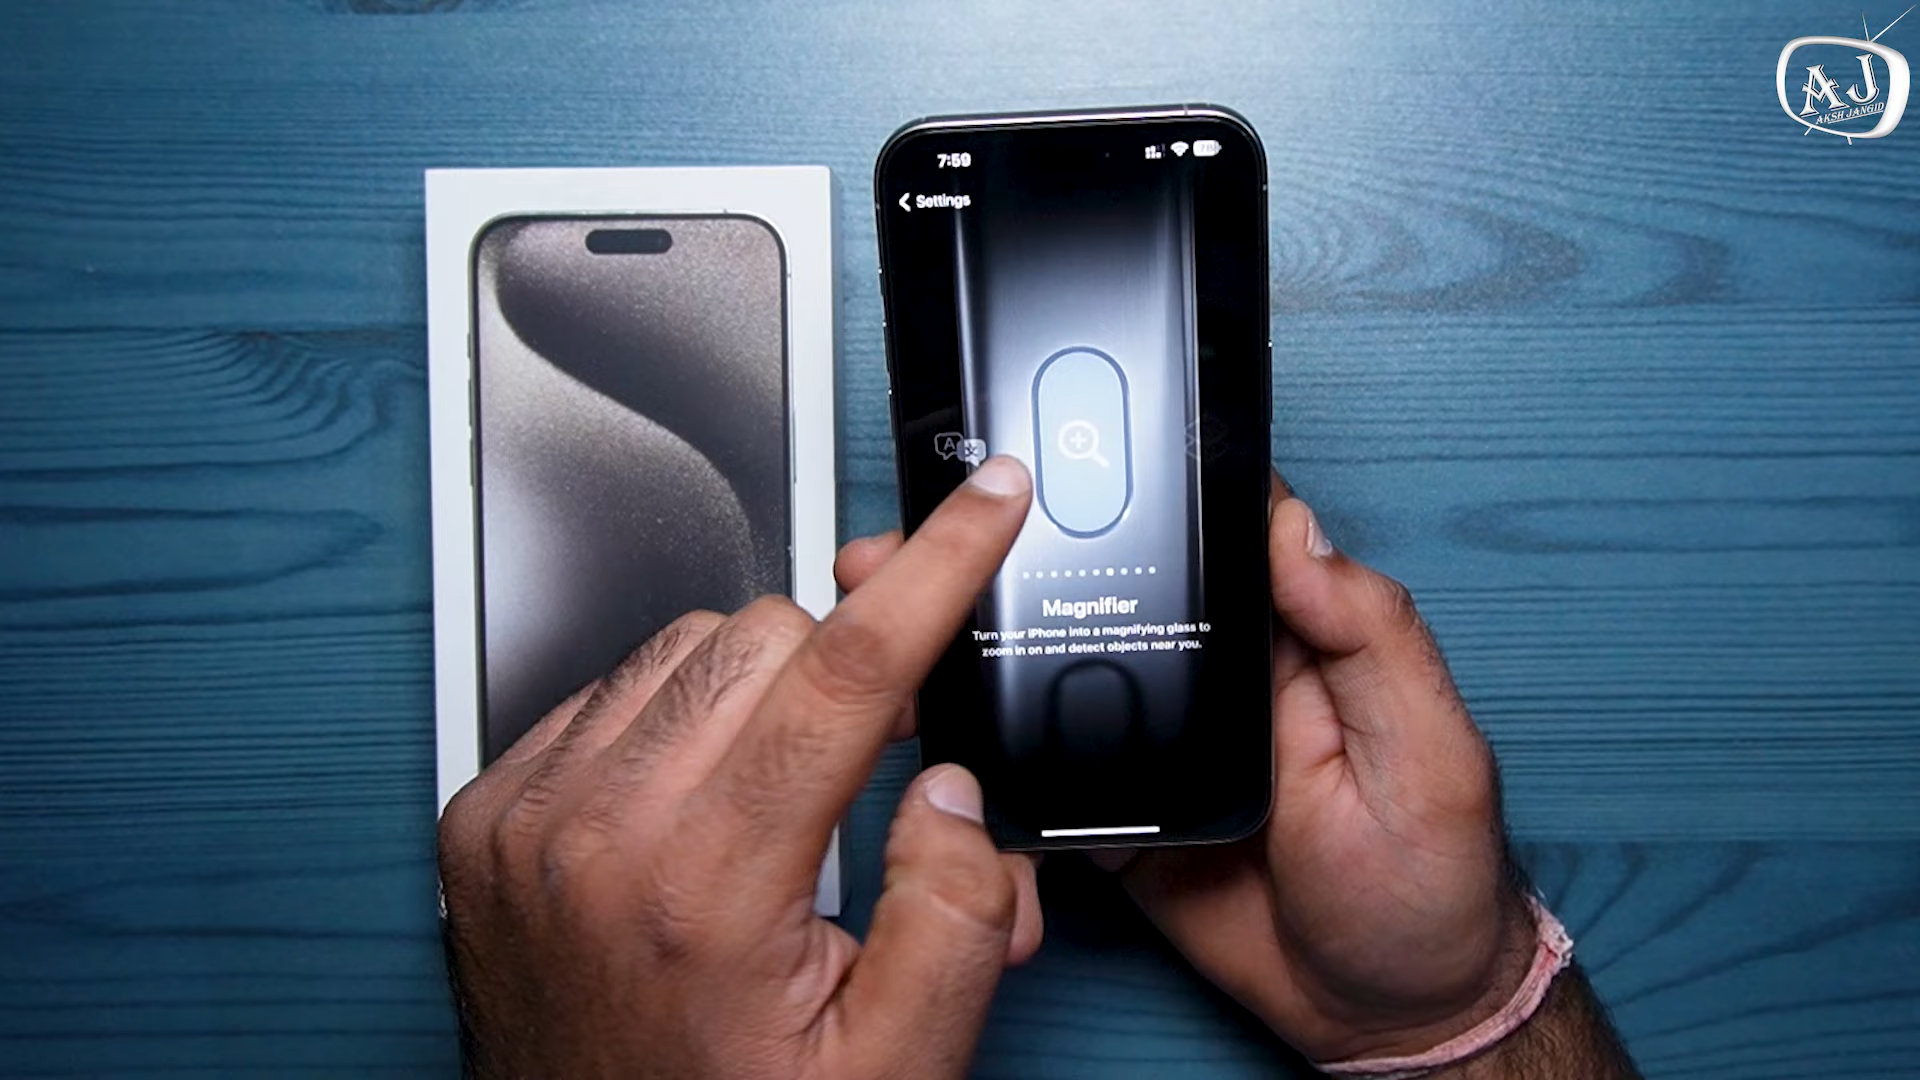 AJ
AKSH JANGID
7:59
78
Settings
A
Magnifier
Turn your iPhone into a magnifying glass to
zoom in on and detect objects near you.